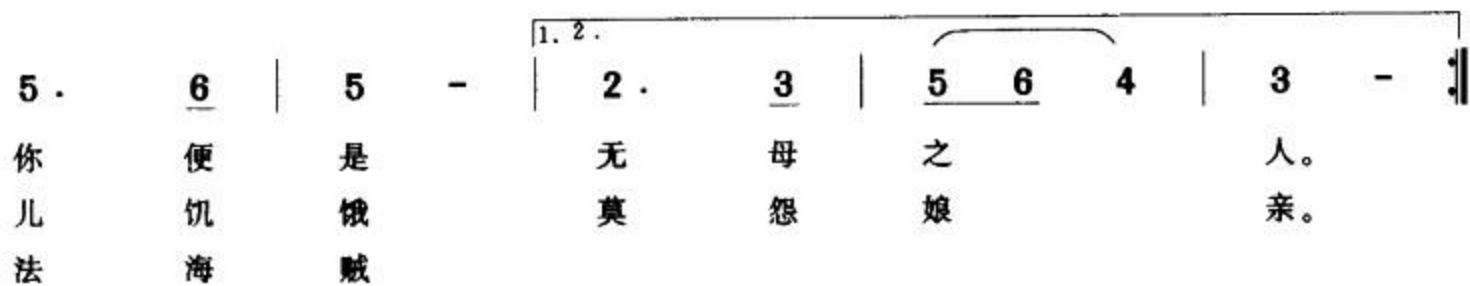 1. 2.
5 . 6 | 5 - | 2 . 3 | 5 6 4 | 3 - :‖
你 便 是 无 母 之 人。
儿 饥 饿 莫 怨 娘 亲。
法 海 贼